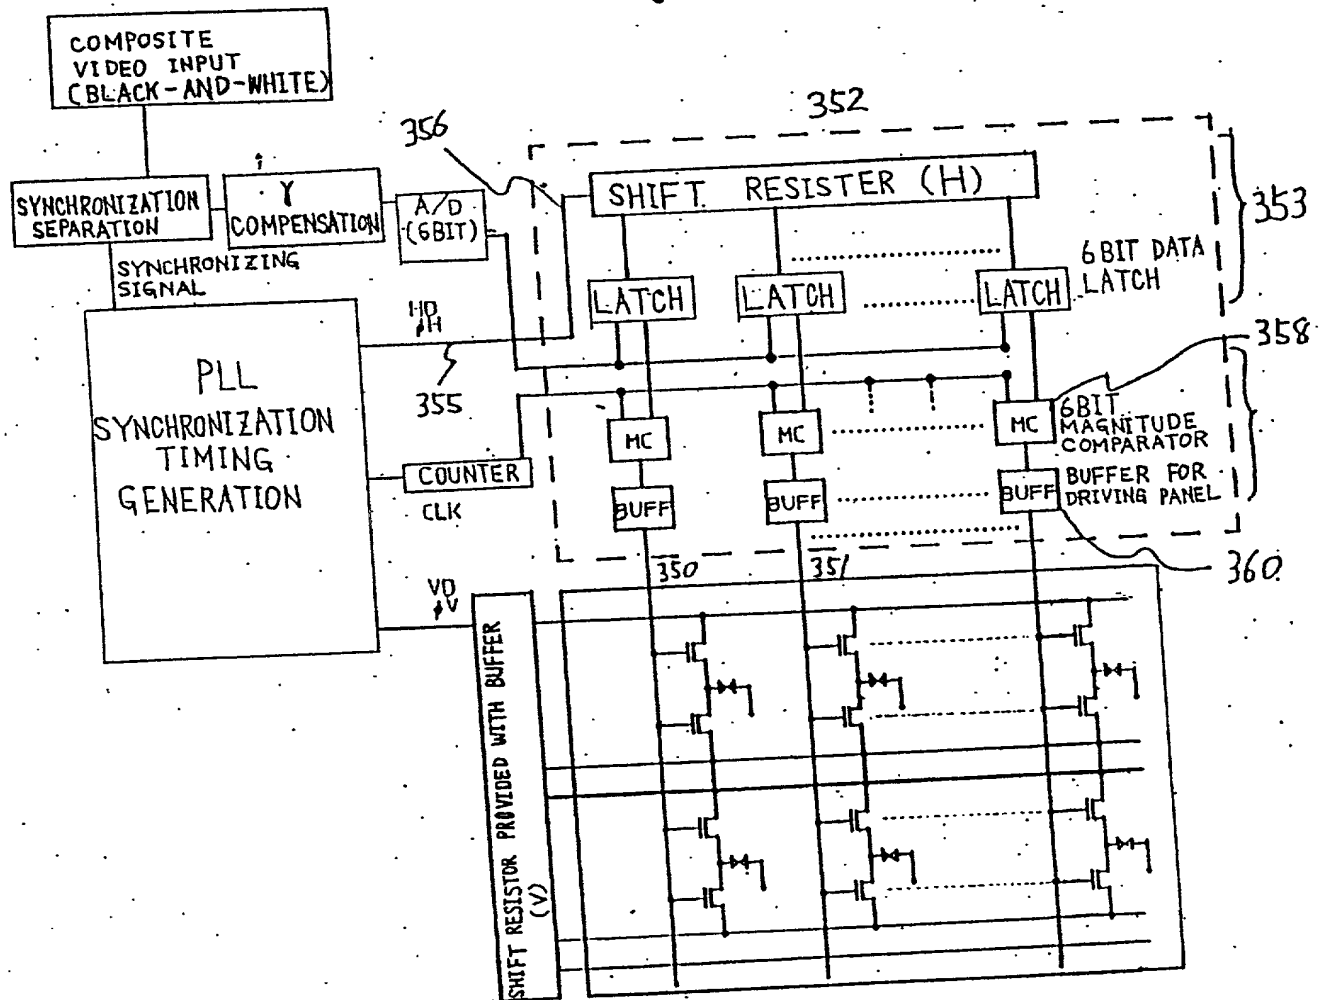 COMPOSITE
VIDEO INPUT
(BLACK-AND-WHITE)
352
356
SHIFT. RESISTER (H)
353
SYNCHRONIZATION
SEPARATION
γ
COMPENSATION
A/D
(6BIT)
SYNCHRONIZING
SIGNAL
6BIT DATA
LATCH
LATCH
LATCH
LATCH
HD
φH
358
355
PLL
SYNCHRONIZATION
TIMING
GENERATION
MC
MC
MC
6BIT
MAGNITUDE
COMPARATOR
COUNTER
CLK
BUFF
BUFF
BUFF
BUFFER FOR
DRIVING PANEL
350
351
360
VD
φV
SHIFT RESISTOR PROVIDED WITH BUFFER
(V)